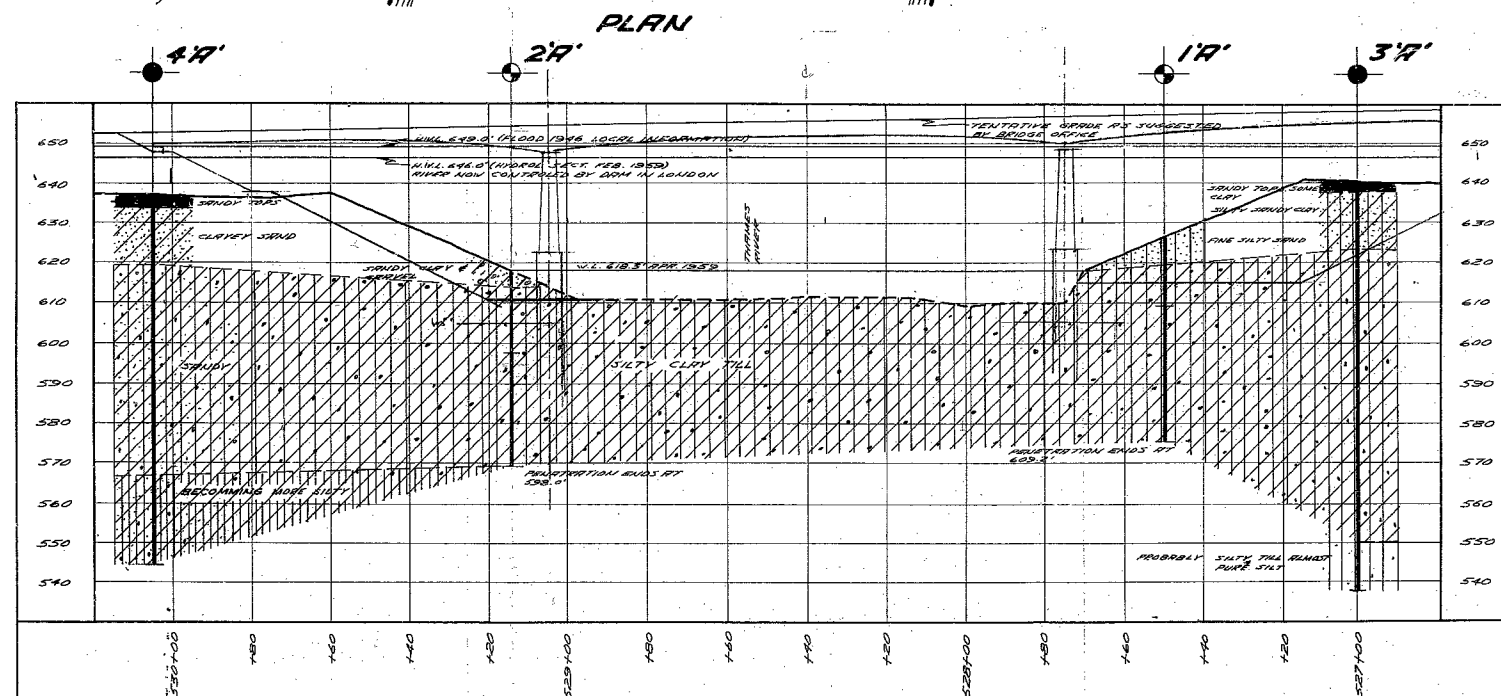 PLAN
4'A'
2'A'
1'A'
3'A'
H.W.L. 649.0' (FLOOD 1946 LOCAL INFORMATION)
TENTATIVE GRADE AS SUGGESTED
BY BRIDGE OFFICE
H.W.L. 646.0' (HYDROL. SECT. FEB. 1959)
RIVER NOW CONTROLED BY DAM IN LONDON
650
640
630
620
610
600
590
580
570
560
550
540
650
640
630
620
610
600
590
580
570
560
550
540
SANDY TOPS
CLAYEY SAND
SANDY CLAY &
GRAVEL
W.L. 618.5' APR. 1959
THAMES
RIVER
SANDY TOP, SOME
CLAY
SILTY SANDY CLAY
FINE SILTY SAND
SANDY
SILTY CLAY TILL
BECOMMING MORE SILTY
PENETRATION ENDS AT
598.0'
PENETRATION ENDS AT
609.2'
PROBABLY SILTY TILL ALMOST
PURE SILT
530+00
+80
+60
+40
+20
529+00
+80
+60
+40
+20
528+00
+80
+60
+40
+20
527+00